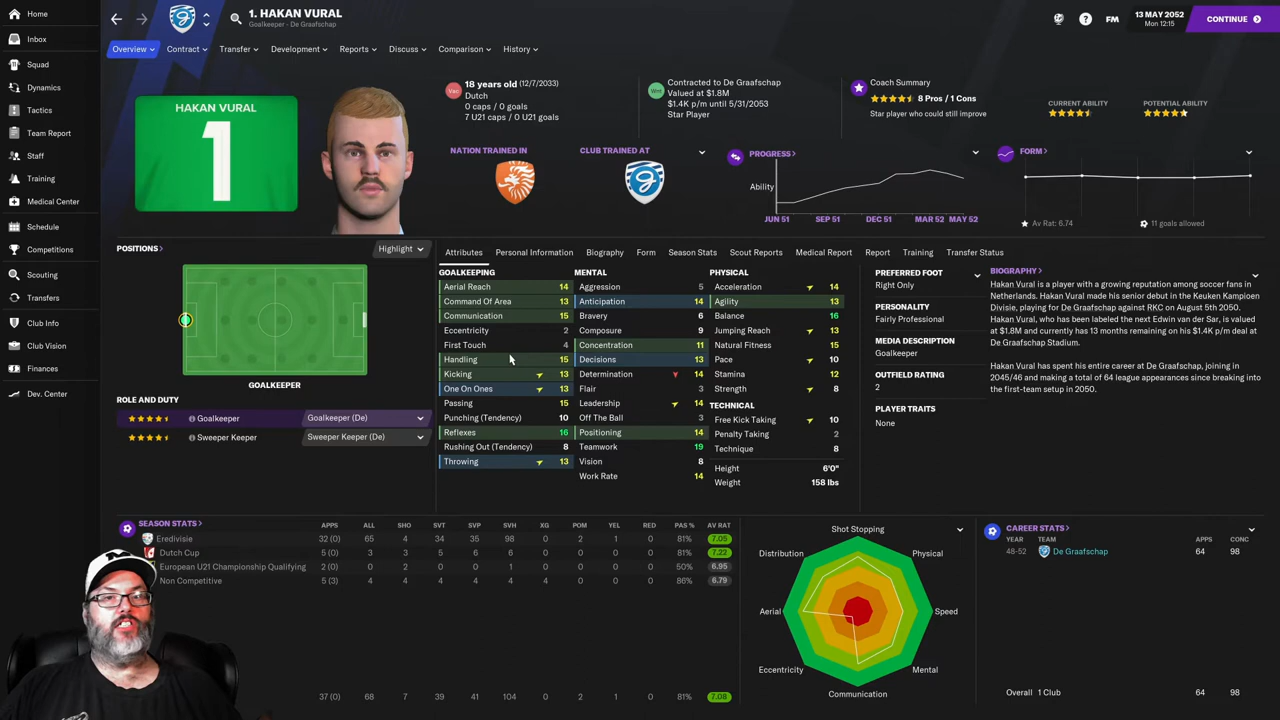 Home
Inbox
Squad
Dynamics
Tactics
Team Report
Staff
Training
Medical Center
Schedule
Competitions
Scouting
Transfers
Club Info
Club Vision
Finances
Dev. Center
1. HAKAN VURAL
Goalkeeper - De Graafschap
FM
13 MAY 2052
Mon 12:15
CONTINUE
Overview
Contract
Transfer
Development
Reports
Discuss
Comparison
History
HAKAN VURAL
1
Vac
18 years old (12/7/2033)
Dutch
0 caps / 0 goals
7 U21 caps / 0 U21 goals
Wnt
Contracted to De Graafschap
Valued at $1.8M
$1.4K p/m until 5/31/2053
Star Player
Coach Summary
8 Pros / 1 Cons
Star player who could still improve
CURRENT ABILITY
POTENTIAL ABILITY
NATION TRAINED IN
CLUB TRAINED AT
PROGRESS>
Ability
JUN 51 SEP 51 DEC 51 MAR 52 MAY 52
FORM>
Av Rat: 6.74
11 goals allowed
POSITIONS>
Highlight
GOALKEEPER
ROLE AND DUTY
Goalkeeper
Goalkeeper (De)
Sweeper Keeper
Sweeper Keeper (De)
Attributes
Personal Information
Biography
Form
Season Stats
Scout Reports
Medical Report
Report
Training
Transfer Status
GOALKEEPING
Aerial Reach 14
Command Of Area 13
Communication 15
Eccentricity 2
First Touch 4
Handling 15
Kicking 13
One On Ones 13
Passing 15
Punching (Tendency) 10
Reflexes 16
Rushing Out (Tendency) 8
Throwing 13
MENTAL
Aggression 5
Anticipation 14
Bravery 6
Composure 9
Concentration 11
Decisions 13
Determination 14
Flair 3
Leadership 14
Off The Ball 3
Positioning 14
Teamwork 19
Vision 8
Work Rate 14
PHYSICAL
Acceleration 14
Agility 13
Balance 16
Jumping Reach 13
Natural Fitness 15
Pace 10
Stamina 12
Strength 8
TECHNICAL
Free Kick Taking 10
Penalty Taking 2
Technique 8
Height 6'0"
Weight 158 lbs
PREFERRED FOOT
Right Only
PERSONALITY
Fairly Professional
MEDIA DESCRIPTION
Goalkeeper
OUTFIELD RATING
2
PLAYER TRAITS
None
BIOGRAPHY>
Hakan Vural is a player with a growing reputation among soccer fans in
Netherlands. Hakan Vural made his senior debut in the Keuken Kampioen
Divisie, playing for De Graafschap against RKC on August 5th 2050.
Hakan Vural, who has been labelled the next Edwin van der Sar, is valued at
$1.8M and currently has 13 months remaining on his $1.4K p/m deal at
De Graafschap Stadium.
Hakan Vural has spent his entire career at De Graafschap, joining in
2045/46 and making a total of 64 league appearances since breaking into
the first-team setup in 2050.
SEASON STATS>
APPS ALL SHO SVT SVP SVH XG POM YEL RED PAS % AV RAT
Eredivisie 32 (0) 65 4 34 35 98 0 2 1 0 81% 7.05
Dutch Cup 5 (0) 3 3 5 6 6 0 0 0 0 81% 7.22
European U21 Championship Qualifying 2 (0) 0 2 0 0 1 0 0 0 0 50% 6.95
Non Competitive 5 (3) 4 4 4 4 4 0 0 0 0 86% 6.79
37 (0) 68 7 39 41 104 0 2 1 0 81% 7.08
Shot Stopping
Physical
Speed
Mental
Communication
Eccentricity
Aerial
Distribution
CAREER STATS>
YEAR TEAM APPS CONC
48-52 De Graafschap 64 98
Overall 1 Club 64 98